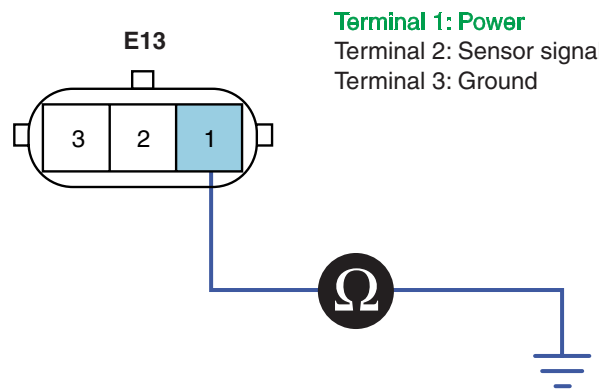 E13
Terminal 1: Power
Terminal 2: Sensor signa
Terminal 3: Ground
3 2 1
Ω